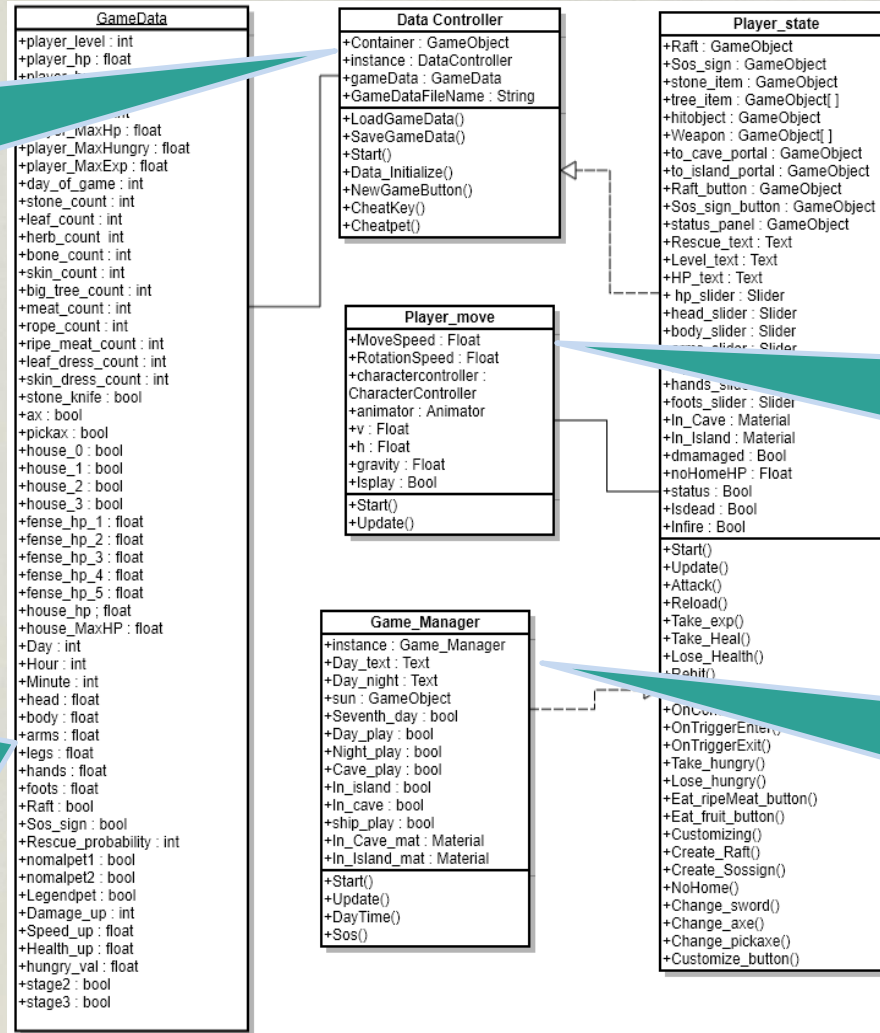 GameData
+player_level : int
+player_hp : float
+player_MaxHp : float
+player_MaxHungry : float
+player_MaxExp : float
+day_of_game : int
+stone_count : int
+leaf_count : int
+herb_count int
+bone_count : int
+skin_count : int
+big_tree_count : int
+meat_count : int
+rope_count : int
+ripe_meat_count : int
+leaf_dress_count : int
+skin_dress_count : int
+stone_knife : bool
+ax : bool
+pickax : bool
+house_0 : bool
+house_1 : bool
+house_2 : bool
+house_3 : bool
+fense_hp_1 : float
+fense_hp_2 : float
+fense_hp_3 : float
+fense_hp_4 : float
+fense_hp_5 : float
+house_hp ; float
+house_MaxHP : float
+Day : int
+Hour : int
+Minute : int
+head : float
+body : float
+arms : float
+legs : float
+hands : float
+foots : float
+Raft : bool
+Sos_sign : bool
+Rescue_probability : int
+nomalpet1 : bool
+nomalpet2 : bool
+Legendpet : bool
+Damage_up : int
+Speed_up : float
+Health_up : float
+hungry_val : float
+stage2 : bool
+stage3 : bool
Data Controller
+Container : GameObject
+instance : DataController
+gameData : GameData
+GameDataFileName : String
+LoadGameData()
+SaveGameData()
+Start()
+Data_Initialize()
+NewGameButton()
+CheatKey()
+Cheatpet()
Player_move
+MoveSpeed : Float
+RotationSpeed : Float
+charactercontroller :
CharacterController
+animator : Animator
+v : Float
+h : Float
+gravity : Float
+Isplay : Bool
+Start()
+Update()
Game_Manager
+instance : Game_Manager
+Day_text : Text
+Day_night : Text
+sun : GameObject
+Seventh_day : bool
+Day_play : bool
+Night_play : bool
+Cave_play : bool
+In_island : bool
+In_cave : bool
+ship_play : bool
+In_Cave_mat : Material
+In_Island_mat : Material
+Start()
+Update()
+DayTime()
+Sos()
Player_state
+Raft : GameObject
+Sos_sign : GameObject
+stone_item : GameObject
+tree_item : GameObject[ ]
+hitobject : GameObject
+Weapon : GameObject[ ]
+to_cave_portal : GameObject
+to_island_portal : GameObject
+Raft_button : GameObject
+Sos_sign_button : GameObject
+status_panel : GameObject
+Rescue_text : Text
+Level_text : Text
+HP_text : Text
+ hp_slider : Slider
+head_slider : Slider
+body_slider : Slider
+foots_slider : Slider
+In_Cave : Material
+In_Island : Material
+dmamaged : Bool
+noHomeHP : Float
+status : Bool
+Isdead : Bool
+Infire : Bool
+Start()
+Update()
+Attack()
+Reload()
+Take_exp()
+Take_Heal()
+Lose_Health()
+OnTriggerEnter()
+OnTriggerExit()
+Take_hungry()
+Lose_hungry()
+Eat_ripeMeat_button()
+Eat_fruit_button()
+Customizing()
+Create_Raft()
+Create_Sossign()
+NoHome()
+Change_sword()
+Change_axe()
+Change_pickaxe()
+Customize_button()